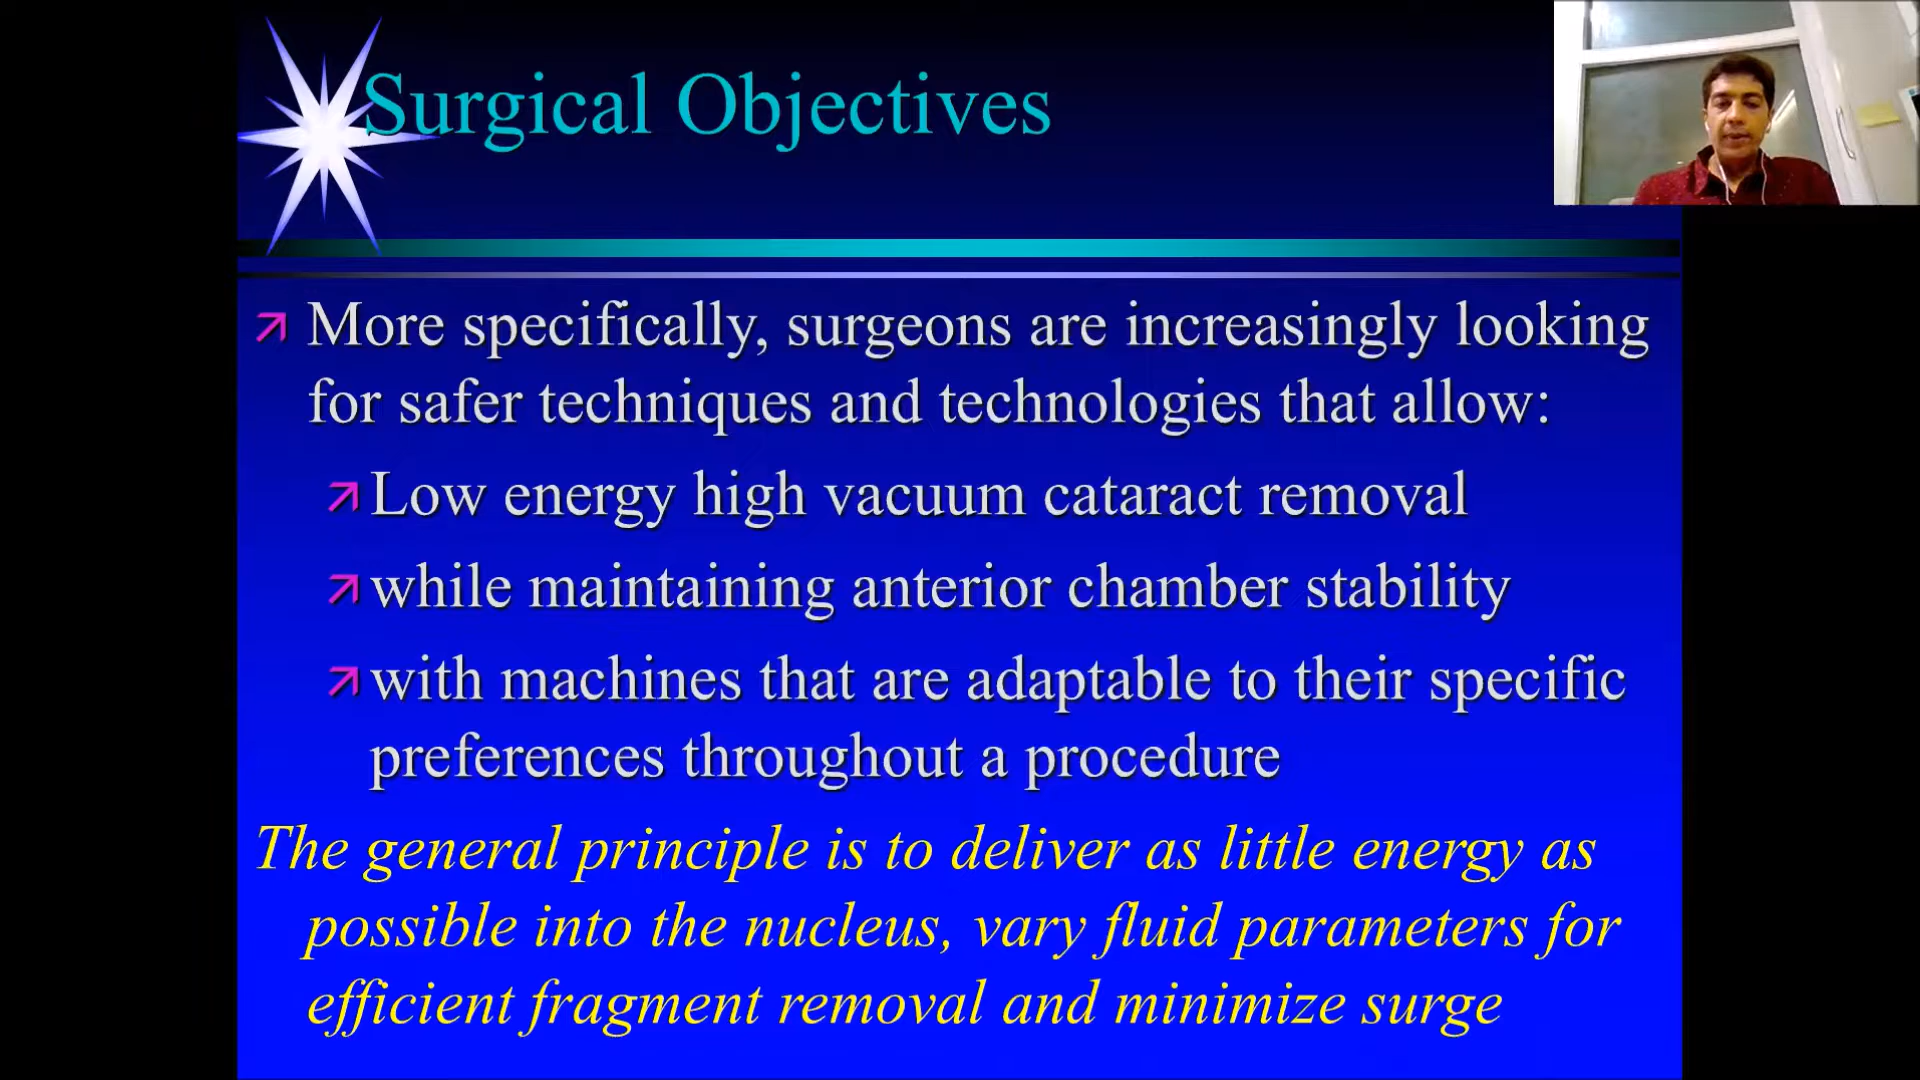 Surgical Objectives
More specifically, surgeons are increasingly looking
for safer techniques and technologies that allow:
Low energy high vacuum cataract removal
while maintaining anterior chamber stability
with machines that are adaptable to their specific
preferences throughout a procedure
The general principle is to deliver as little energy as
possible into the nucleus, vary fluid parameters for
efficient fragment removal and minimize surge